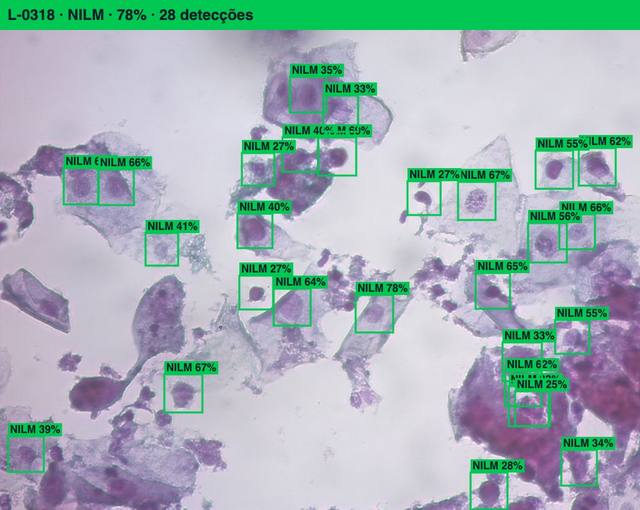 L-0318 · NILM · 78% · 28 detecções
NILM 35%
NILM 33%
NILM 40%
NILM 27%
NILM 66%
NILM 27%
NILM 67%
NILM 55%
NILM 62%
NILM 40%
NILM 41%
NILM 66%
NILM 56%
NILM 27%
NILM 64%
NILM 78%
NILM 65%
NILM 55%
NILM 33%
NILM 62%
NILM 25%
NILM 67%
NILM 39%
NILM 34%
NILM 28%